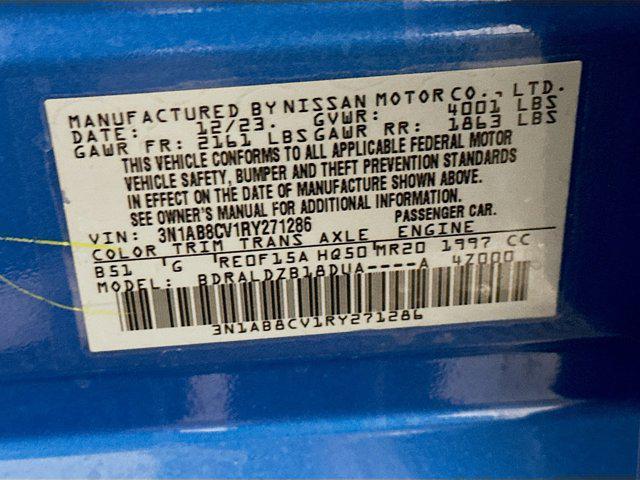 MANUFACTURED BY NISSAN MOTOR CO., LTD.
DATE: 12/23. GVWR: 4001 LBS
GAWR FR: 2161 LBS GAWR RR: 1863 LBS
THIS VEHICLE CONFORMS TO ALL APPLICABLE FEDERAL MOTOR
VEHICLE SAFETY, BUMPER AND THEFT PREVENTION STANDARDS
IN EFFECT ON THE DATE OF MANUFACTURE SHOWN ABOVE.
SEE OWNER'S MANUAL FOR ADDITIONAL INFORMATION.
VIN: 3N1AB8CV1RY271286 PASSENGER CAR.
COLOR TRIM TRANS AXLE ENGINE
B51 G RE0F15A HQ50 MR20 1997 CC
MODEL: BDRALDZB18DUA----A 4Z000
3N1AB8CV1RY271286